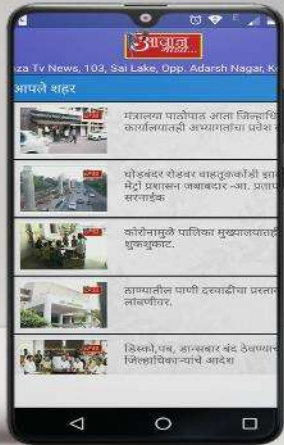 आवाज
aza Tv News, 103, Sai Lake, Opp. Adarsh Nagar, K
आपले शहर
मंत्रालया पाठोपाठ आता जिल्हाधि
कार्यालयातही अभ्यागतांचा प्रवेश
घोडबंदर रोडवर वाहतूककोंडी झा
मेट्रो प्रशासन जबाबदार -आ. प्रताप
सरनाईक
कोरोनामुळे पालिका मुख्यालयातही
शुकशुकाट.
ठाण्यातील पाणी दरवाढीचा प्रस्ता
लांबणीवर.
डिस्को,पब, डान्सबार बंद ठेवण्याच
जिल्हाधिकाऱ्यांचे आदेश